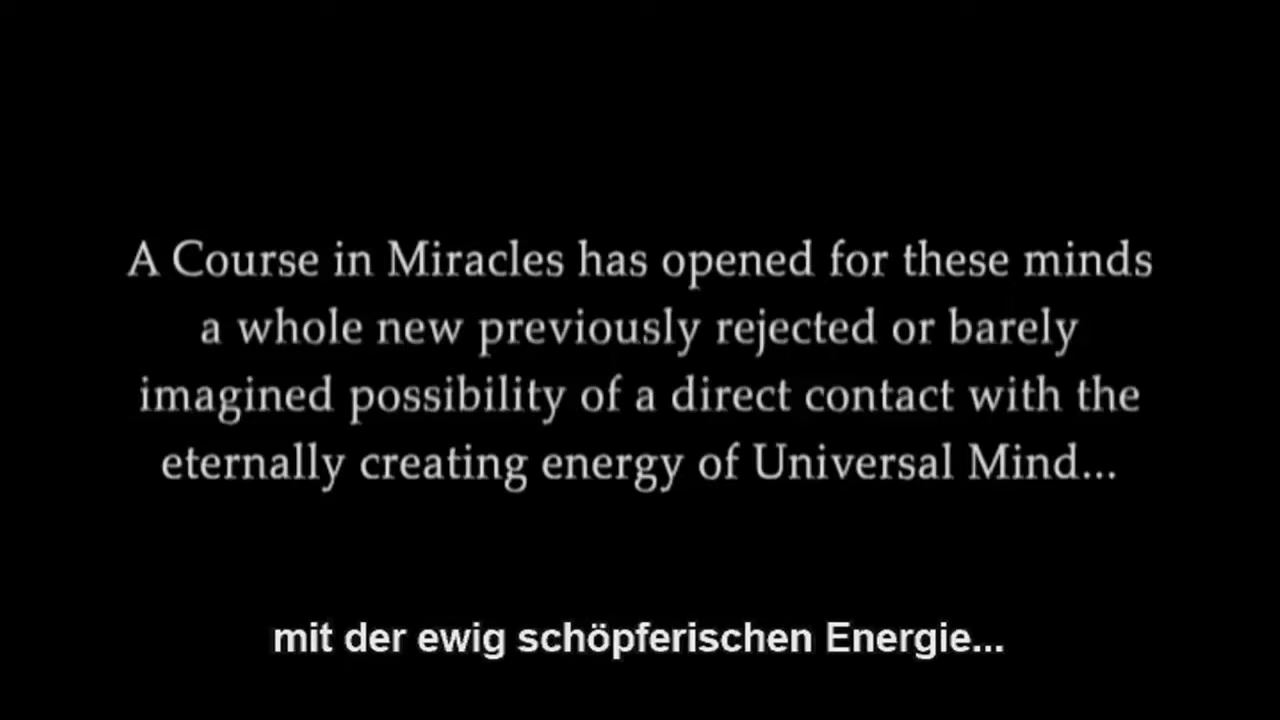 A Course in Miracles has opened for these minds
a whole new previously rejected or barely
imagined possibility of a direct contact with the
eternally creating energy of Universal Mind...
mit der ewig schöpferischen Energie...